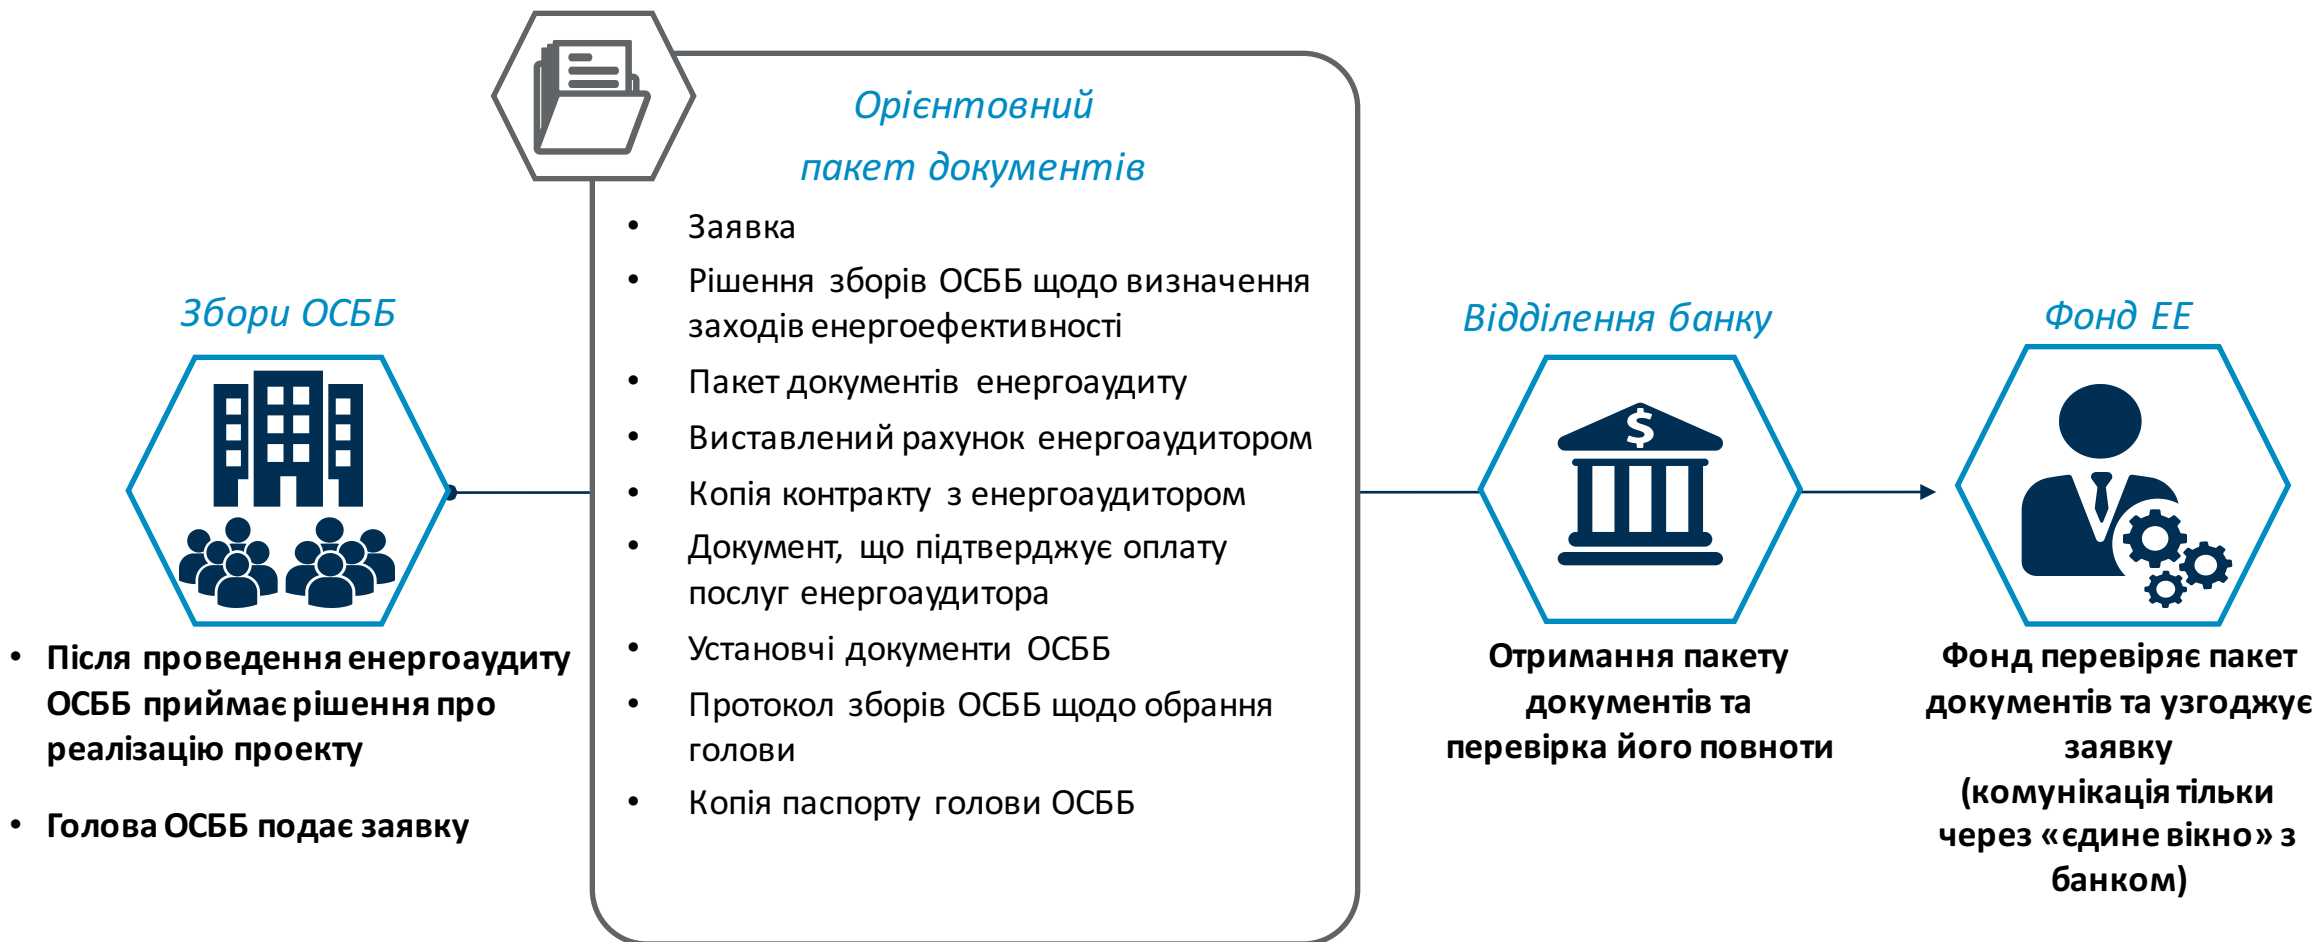 Збори ОСББ
• Після проведення енергоаудиту
ОСББ приймає рішення про
реалізацію проекту
• Голова ОСББ подає заявку
Орієнтовний
пакет документів
• Заявка
• Рішення зборів ОСББ щодо визначення
заходів енергоефективності
• Пакет документів енергоаудиту
• Виставлений рахунок енергоаудитором
• Копія контракту з енергоаудитором
• Документ, що підтверджує оплату
послуг енергоаудитора
• Установчі документи ОСББ
• Протокол зборів ОСББ щодо обрання
голови
• Копія паспорту голови ОСББ
Відділення банку
$
Отримання пакету
документів та
перевірка його повноти
Фонд ЕЕ
Фонд перевіряє пакет
документів та узгоджує
заявку
(комунікація тільки
через «єдине вікно» з
банком)